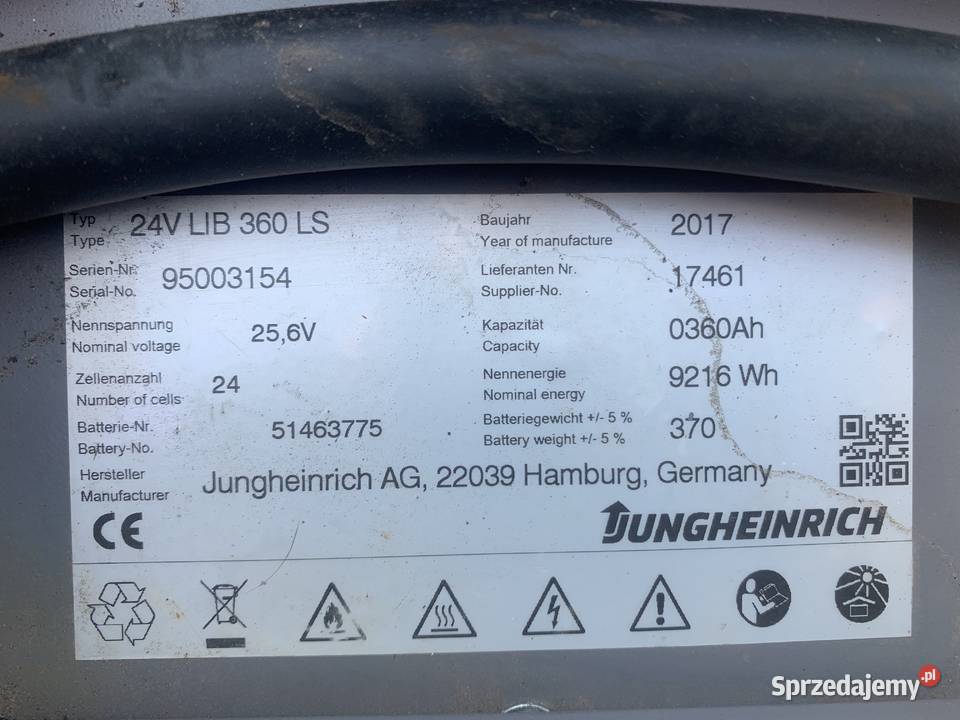 Typ 24V LIB 360 LS
Type
Serien-Nr. 95003154
Serial-No.
Nennspannung 25,6V
Nominal voltage
Zellenanzahl 24
Number of cells
Batterie-Nr. 51463775
Battery-No.
Baujahr 2017
Year of manufacture
Lieferanten Nr. 17461
Supplier-No.
Kapazität 0360Ah
Capacity
Nennenergie 9216 Wh
Nominal energy
Batteriegewicht +/- 5 % 370
Battery weight +/- 5 %
Hersteller Jungheinrich AG, 22039 Hamburg, Germany
Manufacturer
CE
JUNGHEINRICH
Sprzedajemy.pl